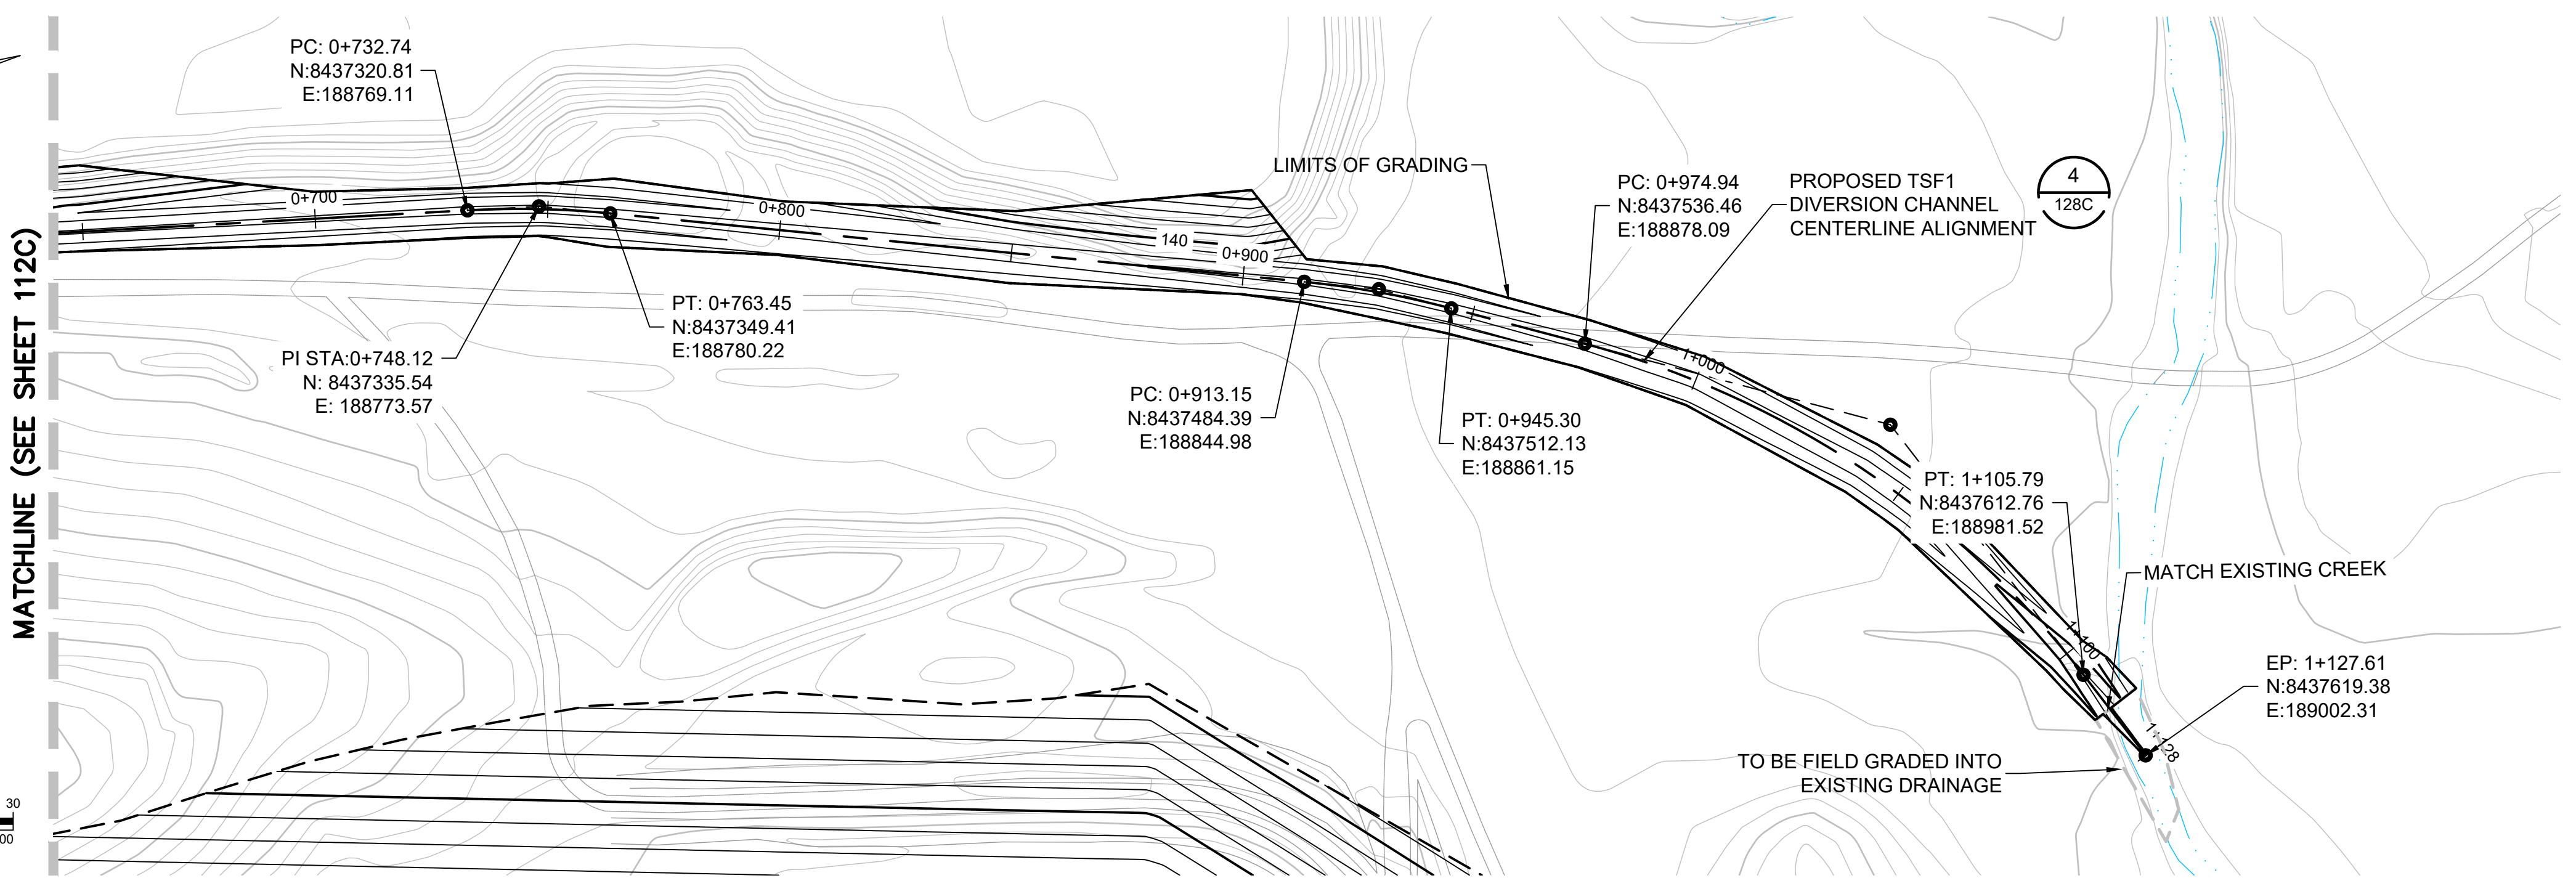 PC: 0+732.74
N:8437320.81
E:188769.11
0+700
0+800
140
0+900
LIMITS OF GRADING
PC: 0+974.94
N:8437536.46
E:188878.09
PROPOSED TSF1
DIVERSION CHANNEL
CENTERLINE ALIGNMENT
4
128C
MATCHLINE (SEE SHEET 112C)
PI STA:0+748.12
N: 8437335.54
E: 188773.57
PT: 0+763.45
N:8437349.41
E:188780.22
PC: 0+913.15
N:8437484.39
E:188844.98
PT: 0+945.30
N:8437512.13
E:188861.15
1+000
PT: 1+105.79
N:8437612.76
E:188981.52
MATCH EXISTING CREEK
1+100
EP: 1+127.61
N:8437619.38
E:189002.31
1+128
TO BE FIELD GRADED INTO
EXISTING DRAINAGE
30
00